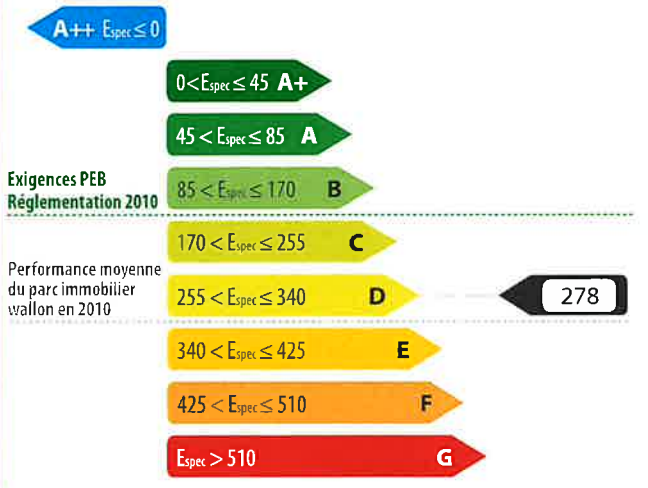 A++ Espec ≤ 0
0 < Espec ≤ 45 A+
45 < Espec ≤ 85 A
Exigences PEB
Réglementation 2010
85 < Espec ≤ 170 B
170 < Espec ≤ 255 C
Performance moyenne
du parc immobilier
wallon en 2010
255 < Espec ≤ 340 D
278
340 < Espec ≤ 425 E
425 < Espec ≤ 510 F
Espec > 510 G